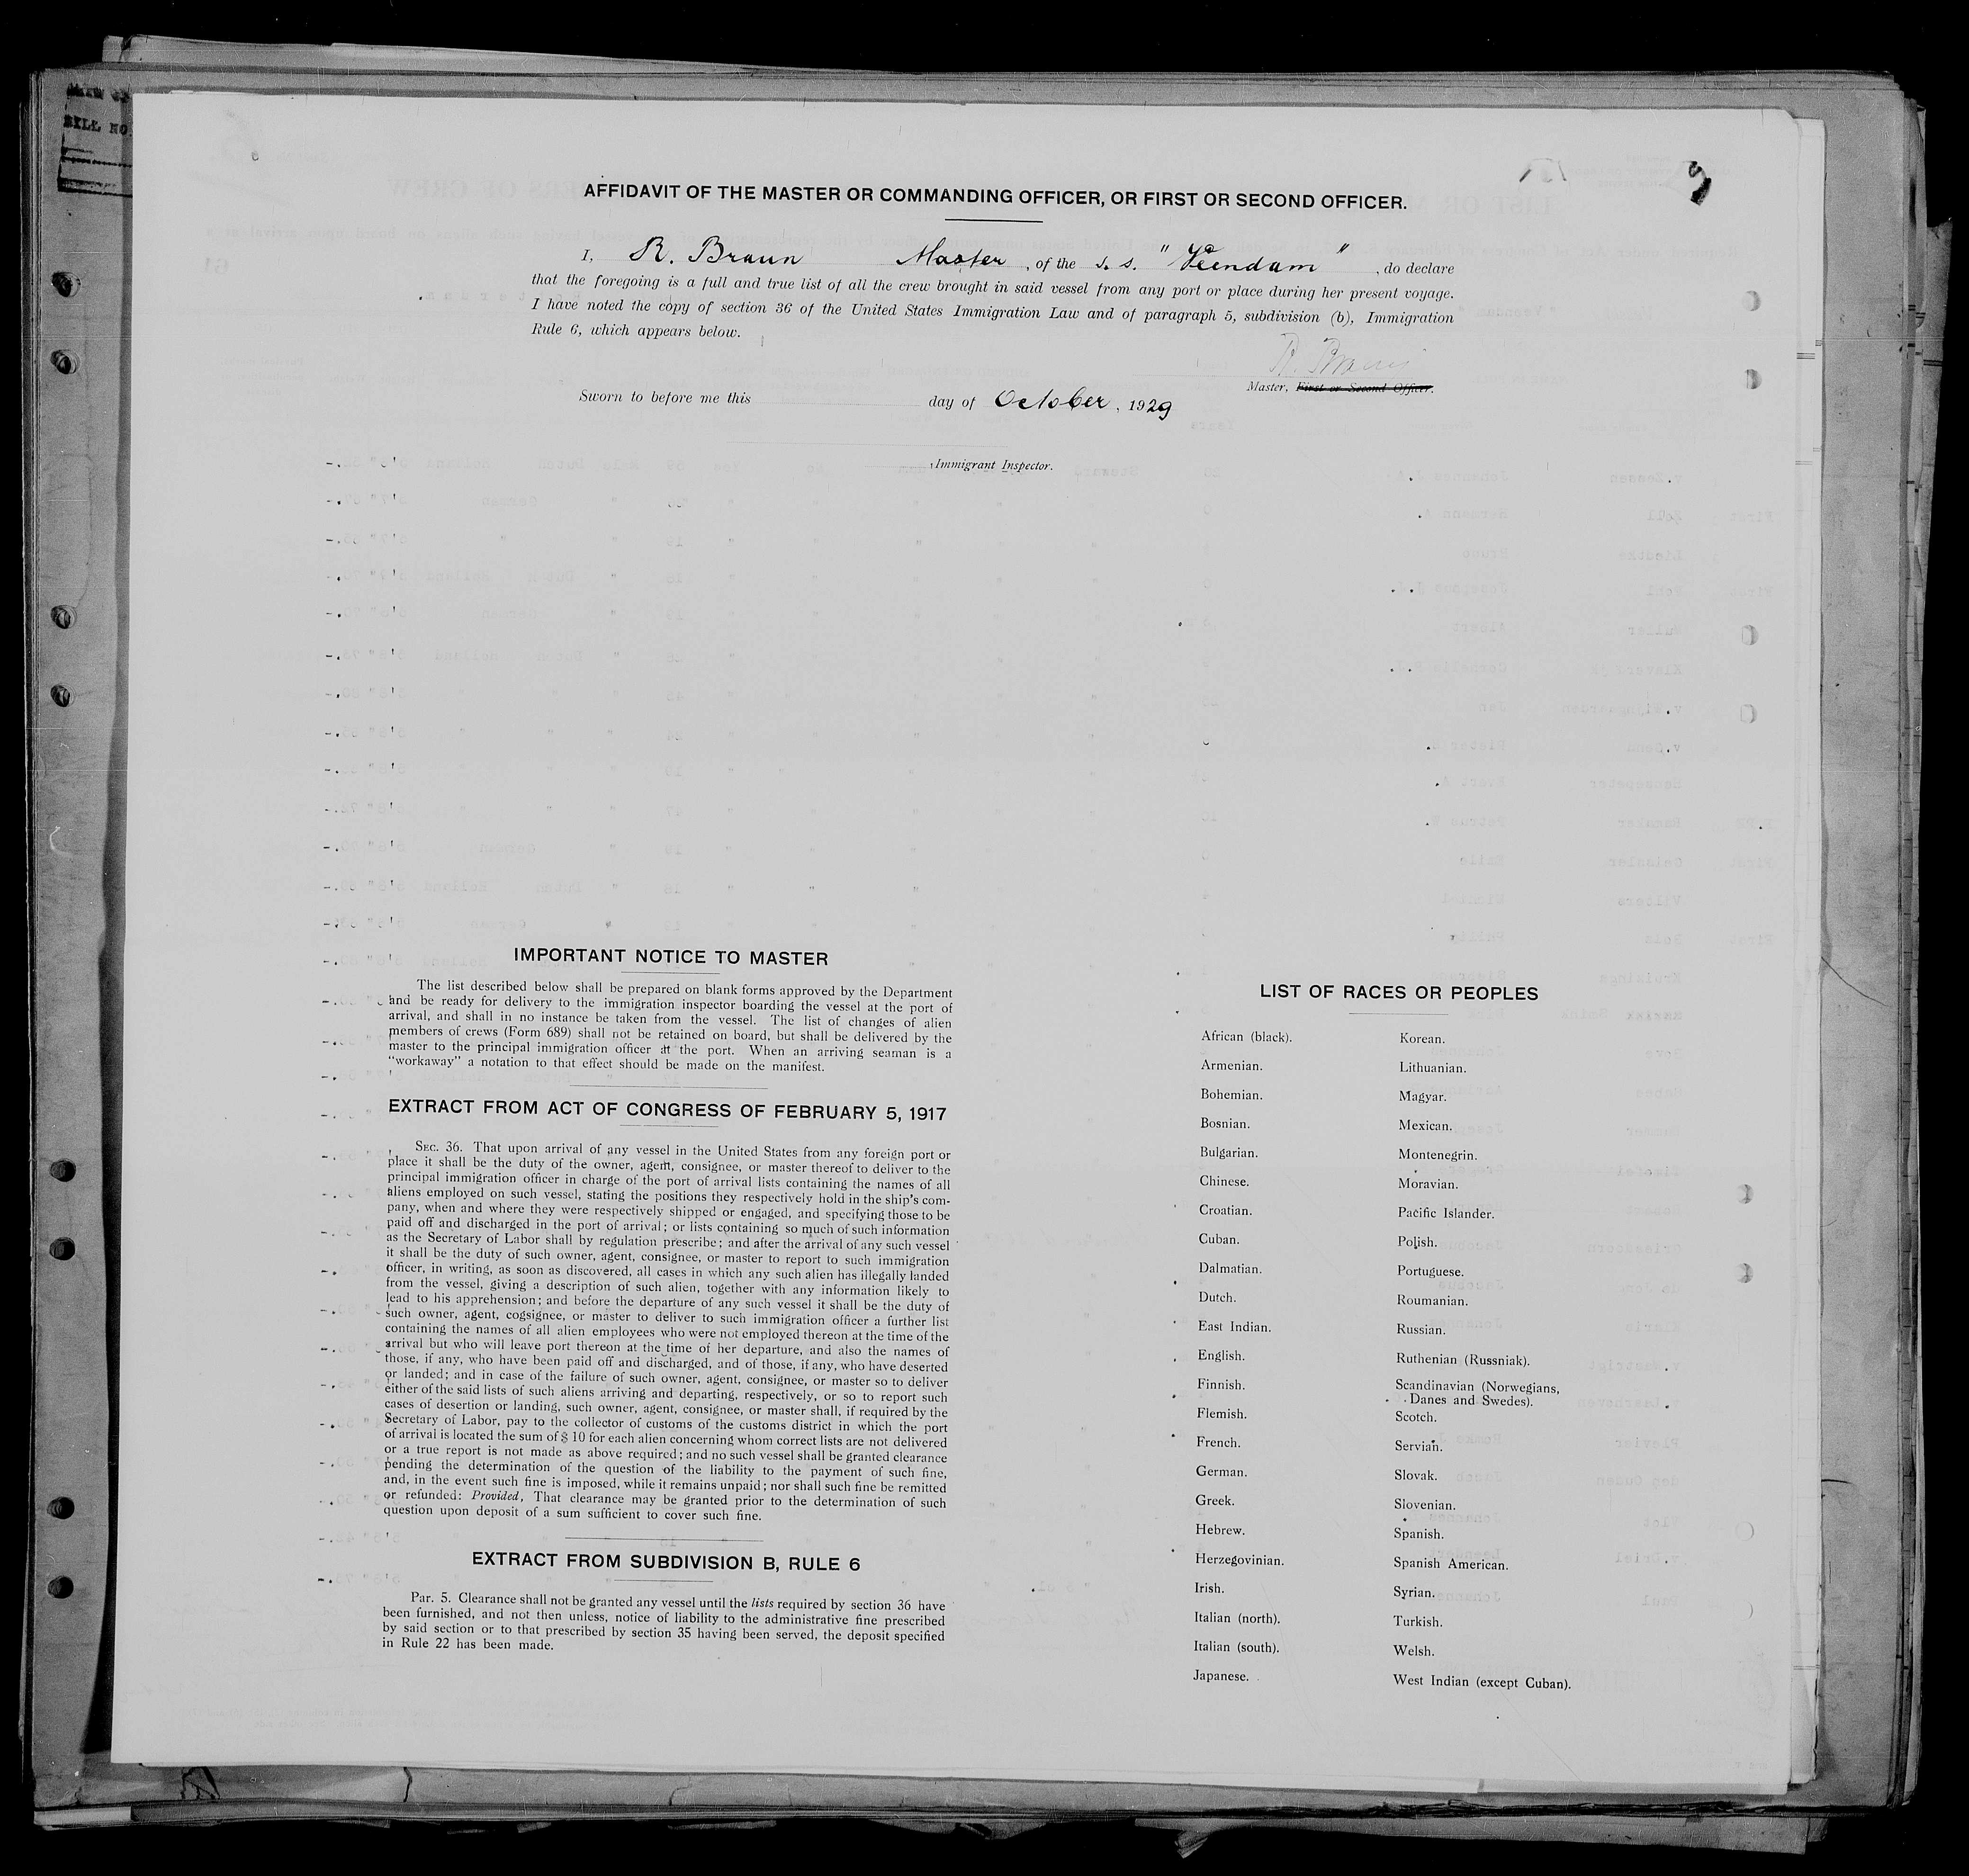 BILL NO.
AFFIDAVIT OF THE MASTER OR COMMANDING OFFICER, OR FIRST OR SECOND OFFICER.
I, R. Braun Master, of the s. s. "Veendam", do declare
that the foregoing is a full and true list of all the crew brought in said vessel from any port or place during her present voyage.
I have noted the copy of section 36 of the United States Immigration Law and of paragraph 5, subdivision (b), Immigration
Rule 6, which appears below.
R. Braun
Master, First or Second Officer.
Sworn to before me this day of October, 1929
Immigrant Inspector.
IMPORTANT NOTICE TO MASTER
The list described below shall be prepared on blank forms approved by the Department
and be ready for delivery to the immigration inspector boarding the vessel at the port of
arrival, and shall in no instance be taken from the vessel. The list of changes of alien
members of crews (Form 689) shall not be retained on board, but shall be delivered by the
master to the principal immigration officer at the port. When an arriving seaman is a
"workaway" a notation to that effect should be made on the manifest.
EXTRACT FROM ACT OF CONGRESS OF FEBRUARY 5, 1917
SEC. 36. That upon arrival of any vessel in the United States from any foreign port or
place it shall be the duty of the owner, agent, consignee, or master thereof to deliver to the
principal immigration officer in charge of the port of arrival lists containing the names of all
aliens employed on such vessel, stating the positions they respectively hold in the ship's com-
pany, when and where they were respectively shipped or engaged, and specifying those to be
paid off and discharged in the port of arrival; or lists containing so much of such information
as the Secretary of Labor shall by regulation prescribe; and after the arrival of any such vessel
it shall be the duty of such owner, agent, consignee, or master to report to such immigration
officer, in writing, as soon as discovered, all cases in which any such alien has illegally landed
from the vessel, giving a description of such alien, together with any information likely to
lead to his apprehension; and before the departure of any such vessel it shall be the duty of
such owner, agent, cogsignee, or master to deliver to such immigration officer a further list
containing the names of all alien employees who were not employed thereon at the time of the
arrival but who will leave port thereon at the time of her departure, and also the names of
those, if any, who have been paid off and discharged, and of those, if any, who have deserted
or landed; and in case of the failure of such owner, agent, consignee, or master so to deliver
either of the said lists of such aliens arriving and departing, respectively, or so to report such
cases of desertion or landing, such owner, agent, consignee, or master shall, if required by the
Secretary of Labor, pay to the collector of customs of the customs district in which the port
of arrival is located the sum of $ 10 for each alien concerning whom correct lists are not delivered
or a true report is not made as above required; and no such vessel shall be granted clearance
pending the determination of the question of the liability to the payment of such fine,
and, in the event such fine is imposed, while it remains unpaid; nor shall such fine be remitted
or refunded: Provided, That clearance may be granted prior to the determination of such
question upon deposit of a sum sufficient to cover such fine.
EXTRACT FROM SUBDIVISION B, RULE 6
Par. 5. Clearance shall not be granted any vessel until the lists required by section 36 have
been furnished, and not then unless, notice of liability to the administrative fine prescribed
by said section or to that prescribed by section 35 having been served, the deposit specified
in Rule 22 has been made.
LIST OF RACES OR PEOPLES
African (black).
Armenian.
Bohemian.
Bosnian.
Bulgarian.
Chinese.
Croatian.
Cuban.
Dalmatian.
Dutch.
East Indian.
English.
Finnish.
Flemish.
French.
German.
Greek.
Hebrew.
Herzegovinian.
Irish.
Italian (north).
Italian (south).
Japanese.
Korean.
Lithuanian.
Magyar.
Mexican.
Montenegrin.
Moravian.
Pacific Islander.
Polish.
Portuguese.
Roumanian.
Russian.
Ruthenian (Russniak).
Scandinavian (Norwegians,
Danes and Swedes).
Scotch.
Servian.
Slovak.
Slovenian.
Spanish.
Spanish American.
Syrian.
Turkish.
Welsh.
West Indian (except Cuban).